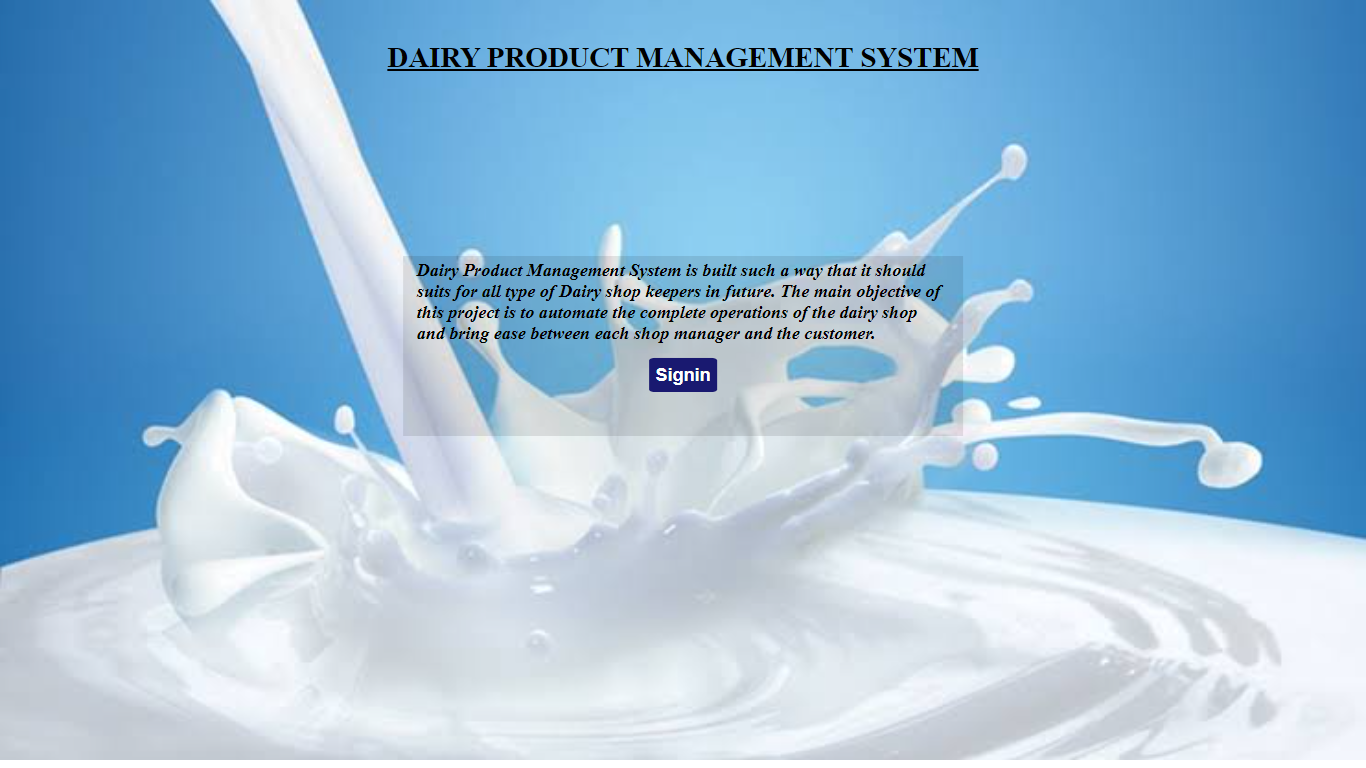 DAIRY PRODUCT MANAGEMENT SYSTEM
Dairy Product Management System is built such a way that it should
suits for all type of Dairy shop keepers in future. The main objective of
this project is to automate the complete operations of the dairy shop
and bring ease between each shop manager and the customer.
Signin